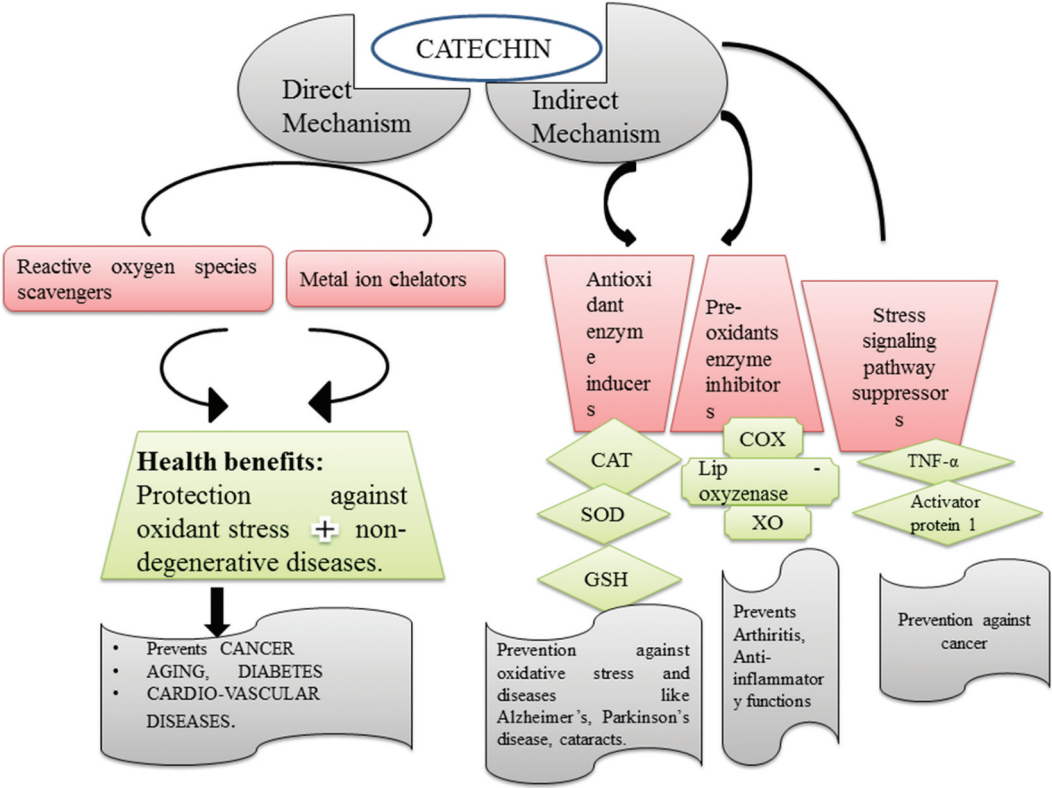 CATECHIN
Direct
Mechanism
Indirect
Mechanism
Reactive oxygen species
scavengers
Metal ion chelators
Antioxi
dant
enzym
e
inducer
s
Pre-
oxidants
enzyme
inhibitor
s
Stress
signaling
pathway
suppressor
s
Health benefits:
Protection against
oxidant stress + non-
degenerative diseases.
CAT
SOD
GSH
COX
Lip -
oxyzenase
XO
TNF-α
Activator
protein 1
• Prevents CANCER
• AGING, DIABETES
• CARDIO-VASCULAR
DISEASES.
Prevention against
oxidative stress and
diseases like
Alzheimer's, Parkinson's
disease, cataracts.
Prevents
Arthiritis,
Anti-
inflammator
y functions
Prevention against
cancer